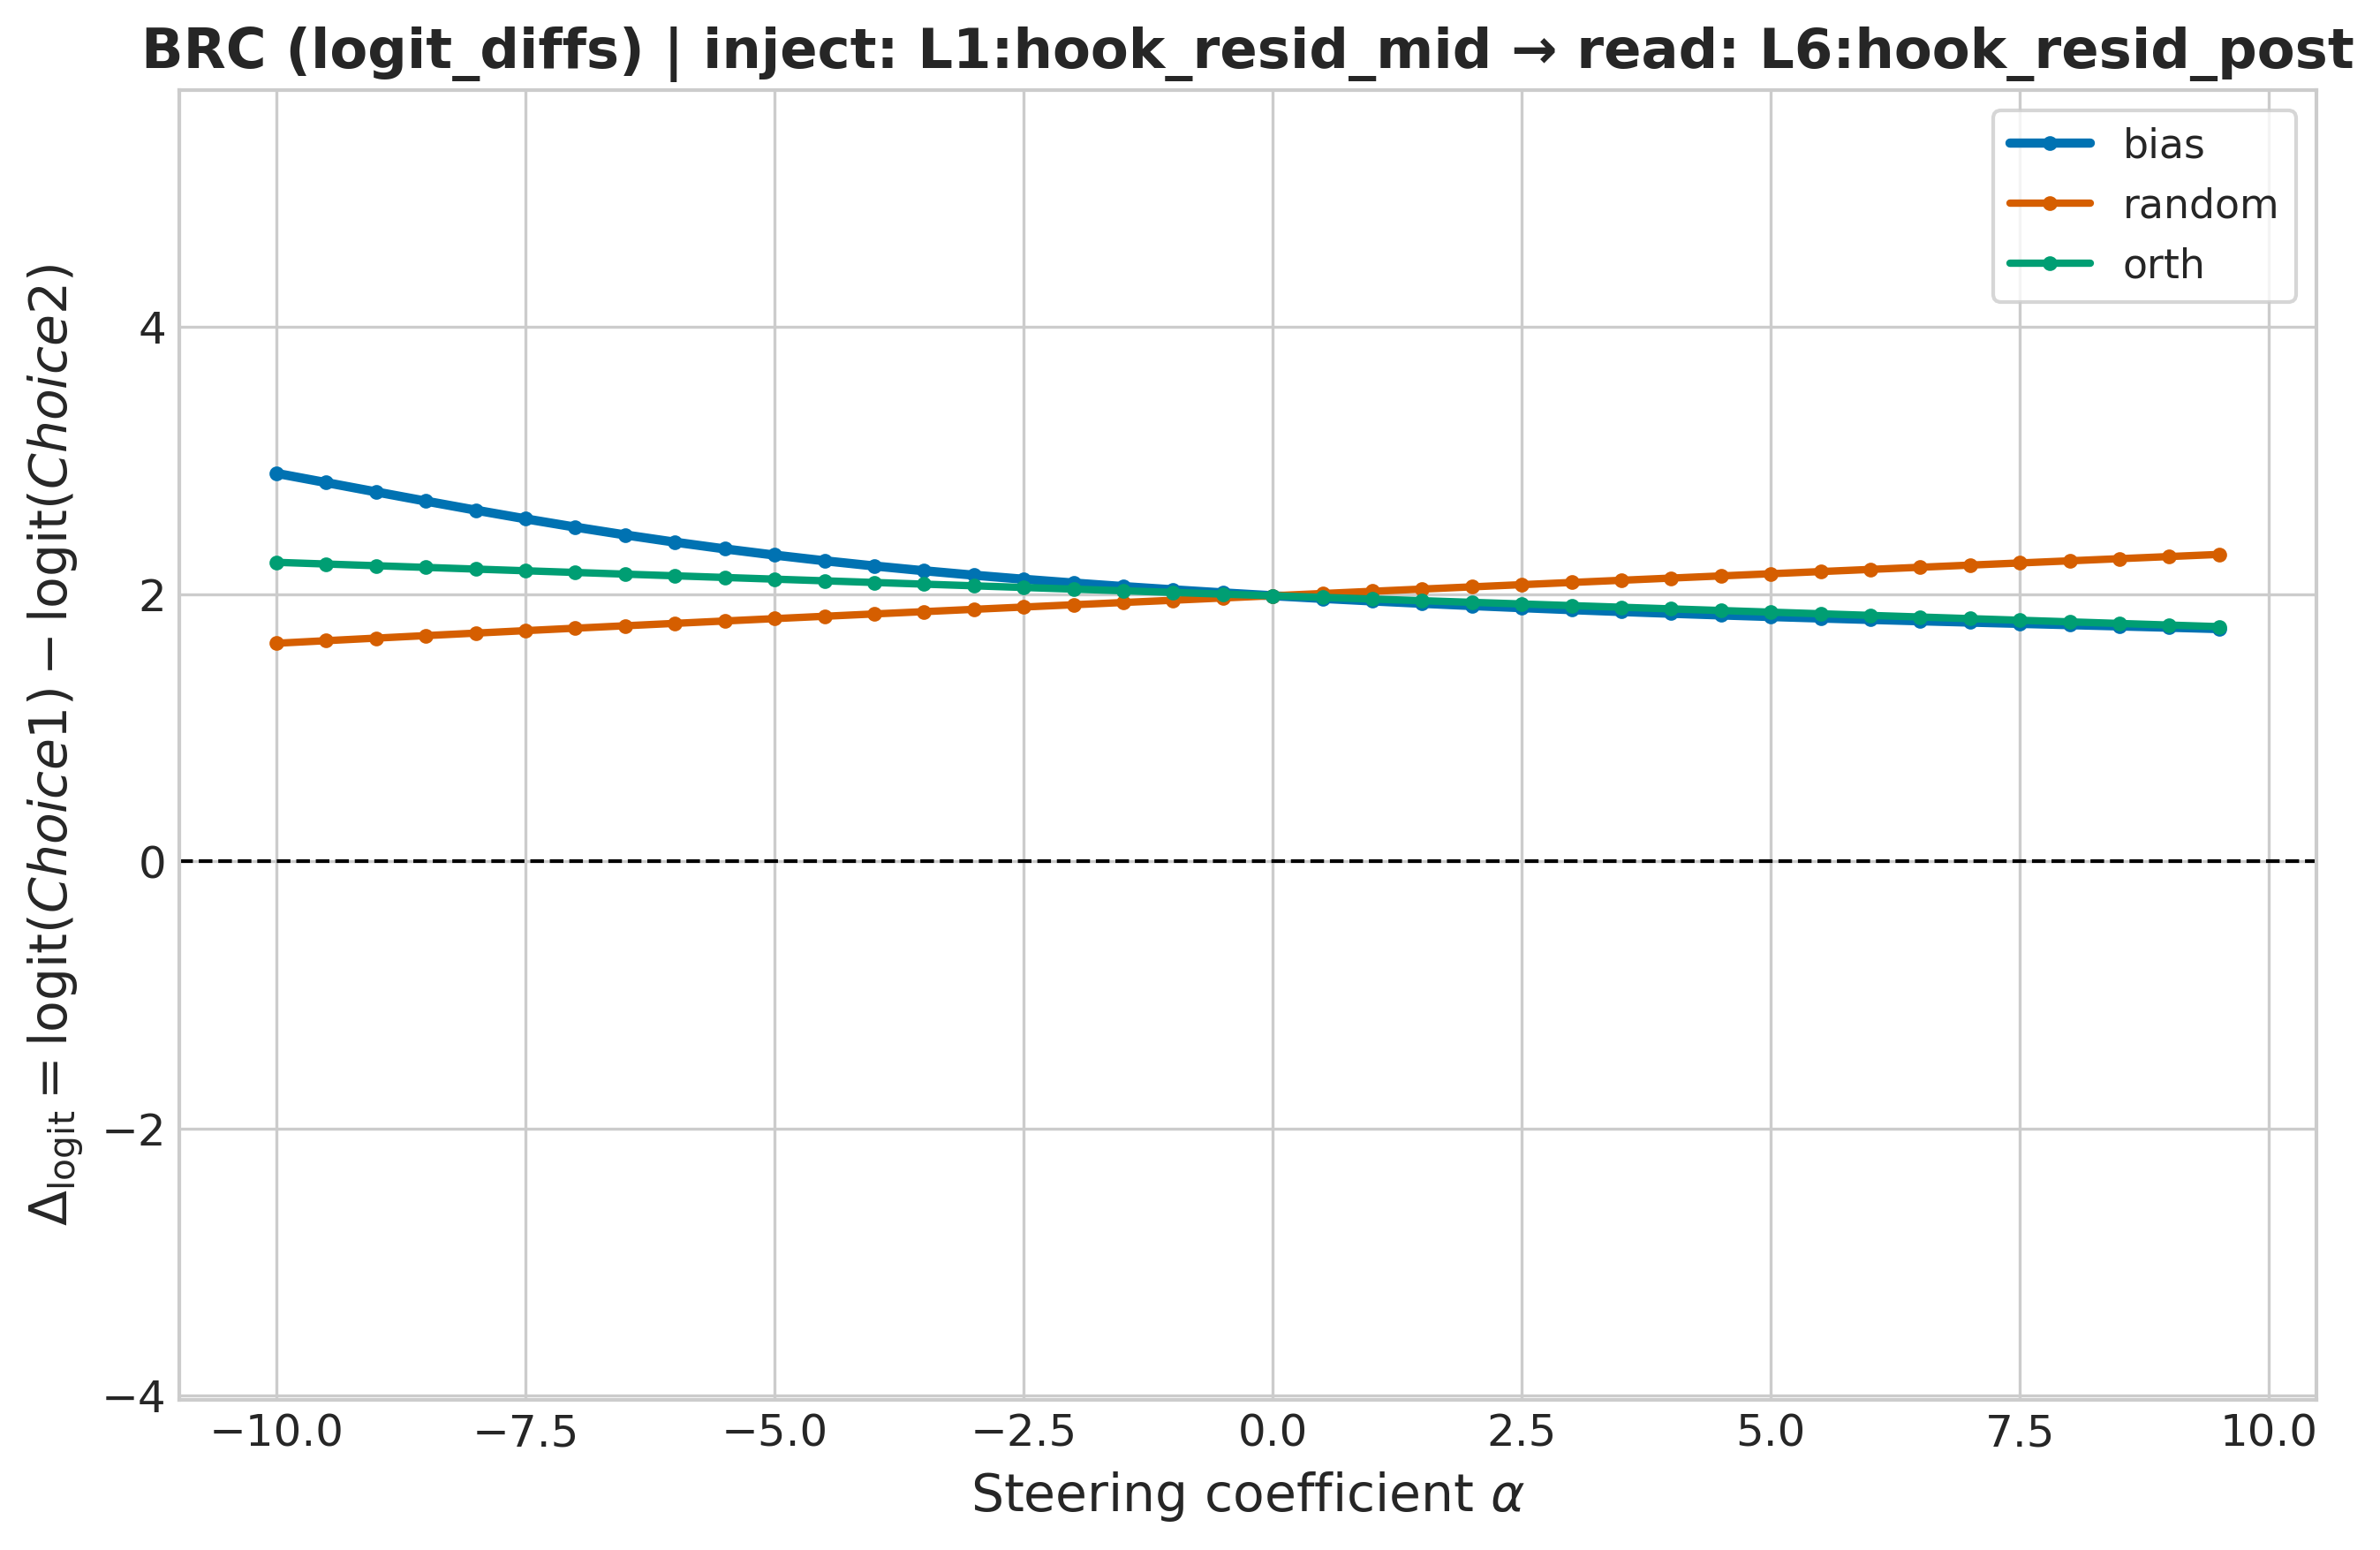 BRC (logit_diffs) | inject: L1:hook_resid_mid → read: L6:hook_resid_post
bias
random
orth
Δlogit = logit(Choice1) − logit(Choice2)
4
2
0
−2
−4
−10.0
−7.5
−5.0
−2.5
0.0
2.5
5.0
7.5
10.0
Steering coefficient α